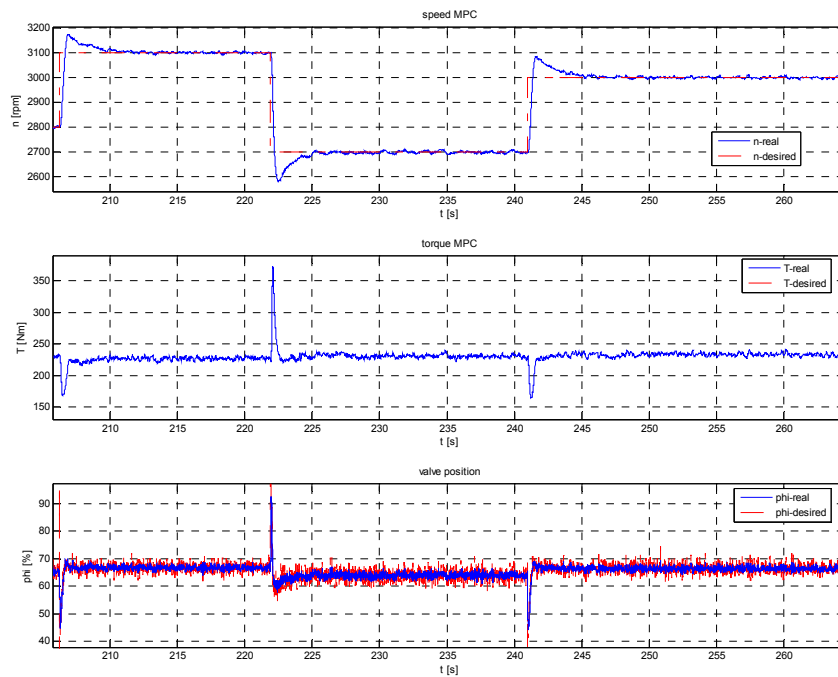 speed MPC
3200
3100
3000
2900
2800
2700
2600
n [rpm]
n-real
n-desired
210 215 220 225 230 235 240 245 250 255 260
t [s]
torque MPC
350
300
250
200
150
T [Nm]
T-real
T-desired
210 215 220 225 230 235 240 245 250 255 260
t [s]
valve position
90
80
70
60
50
40
phi [%]
phi-real
phi-desired
210 215 220 225 230 235 240 245 250 255 260
t [s]